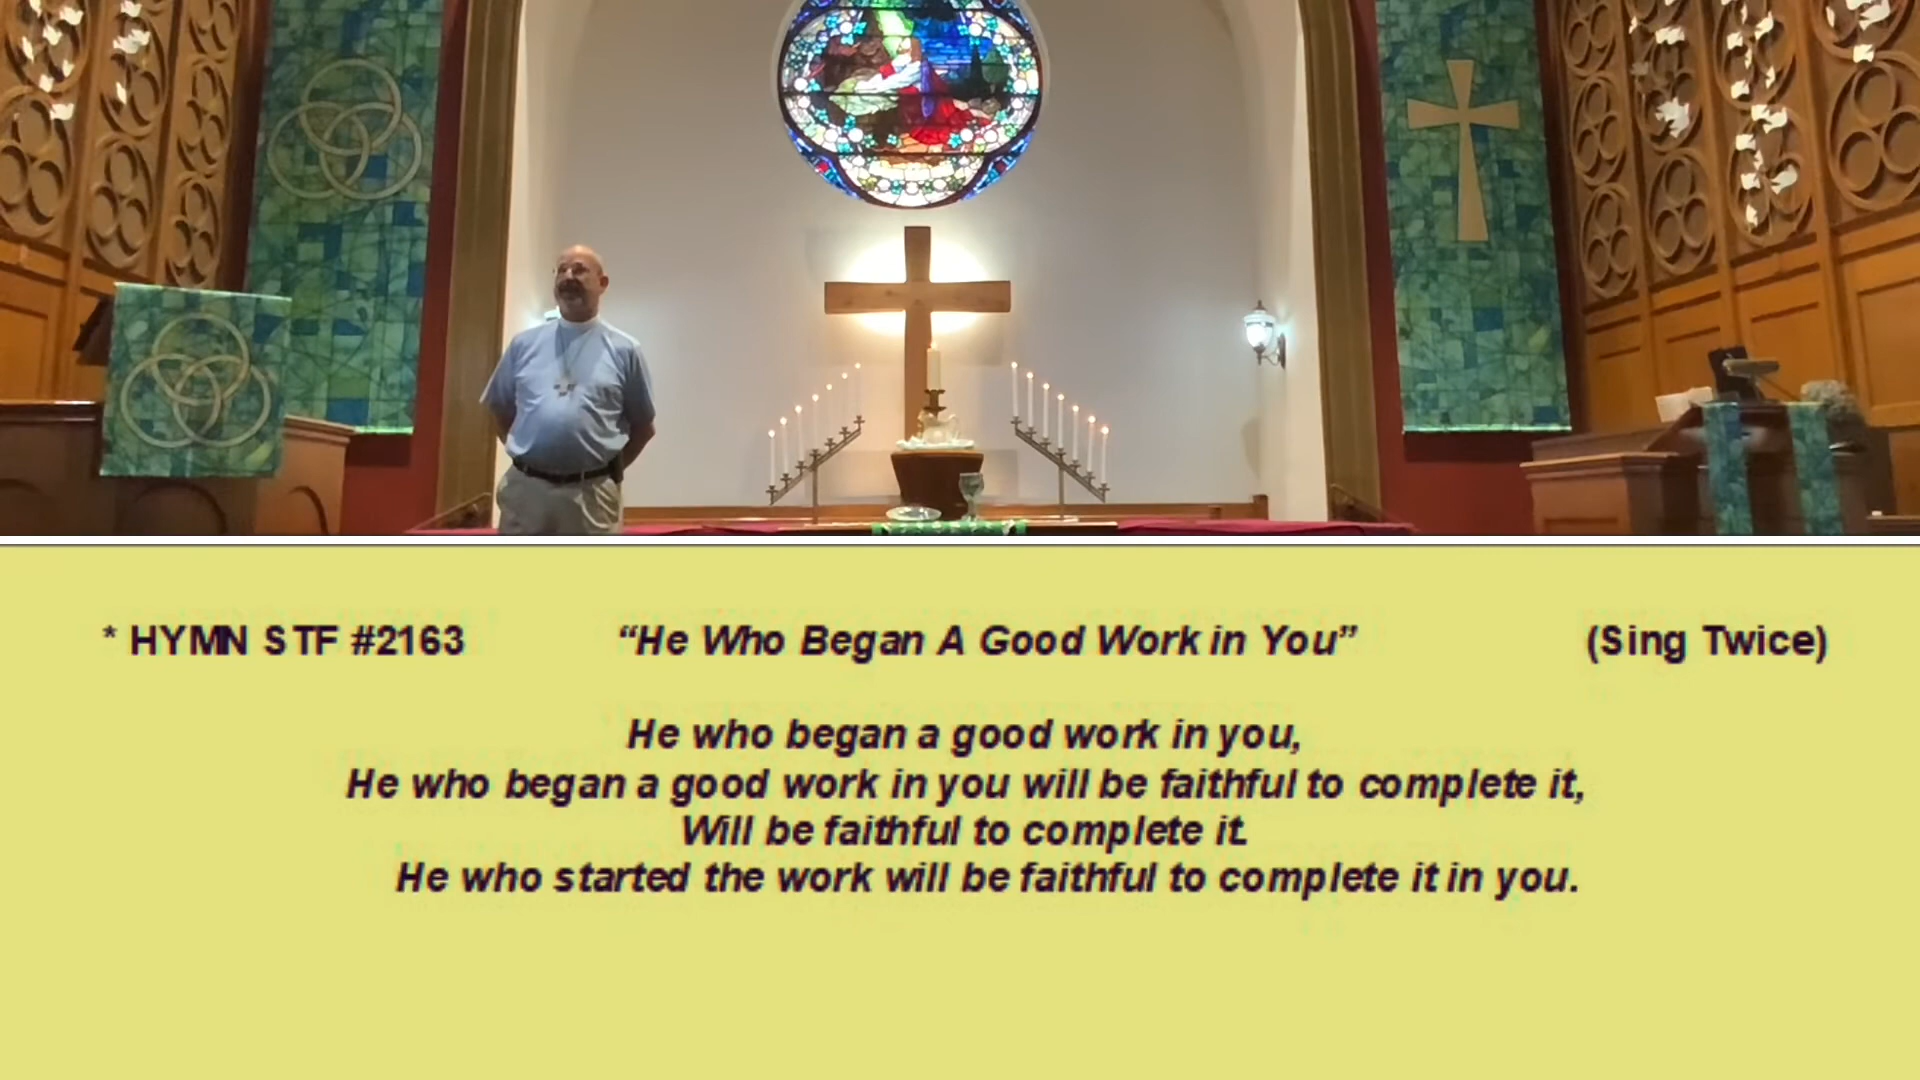 * HYMN STF #2163 “He Who Began A Good Work in You” (Sing Twice)
He who began a good work in you,
He who began a good work in you will be faithful to complete it,
Will be faithful to complete it.
He who started the work will be faithful to complete it in you.